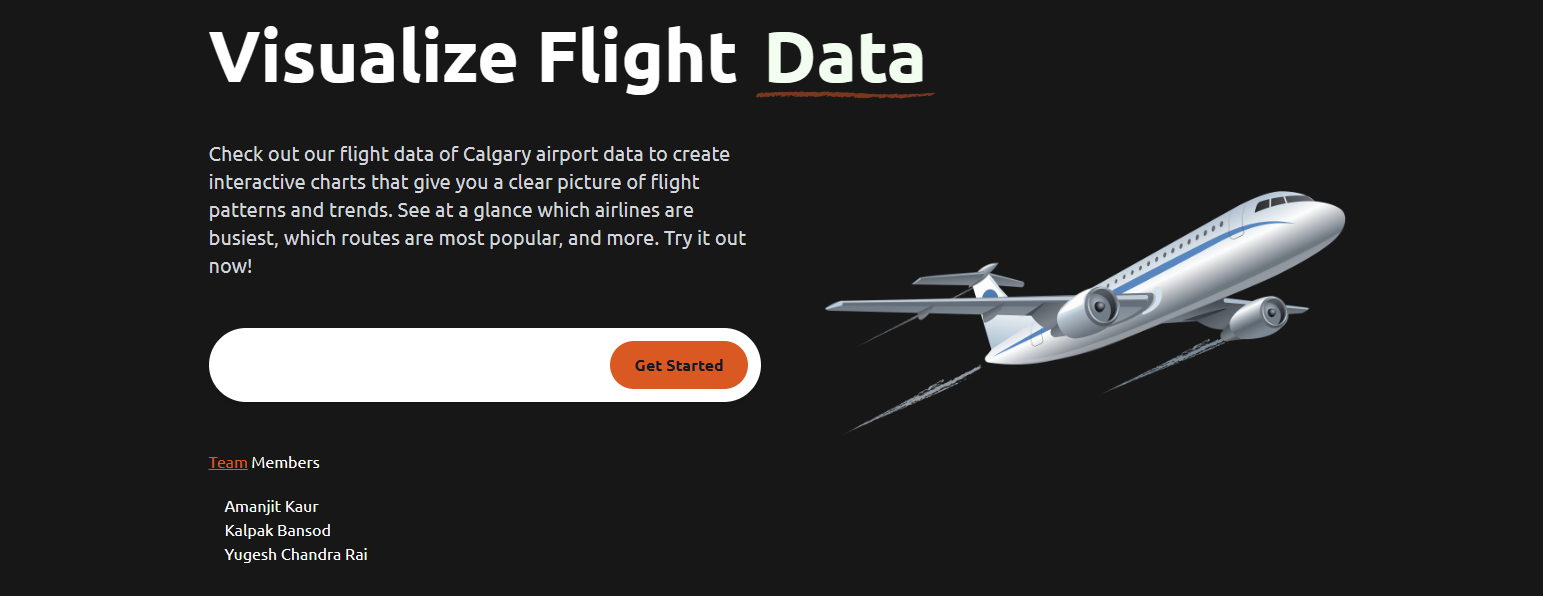 Visualize Flight Data
Check out our flight data of Calgary airport data to create
interactive charts that give you a clear picture of flight
patterns and trends. See at a glance which airlines are
busiest, which routes are most popular, and more. Try it out
now!
Get Started
Team Members
Amanjit Kaur
Kalpak Bansod
Yugesh Chandra Rai